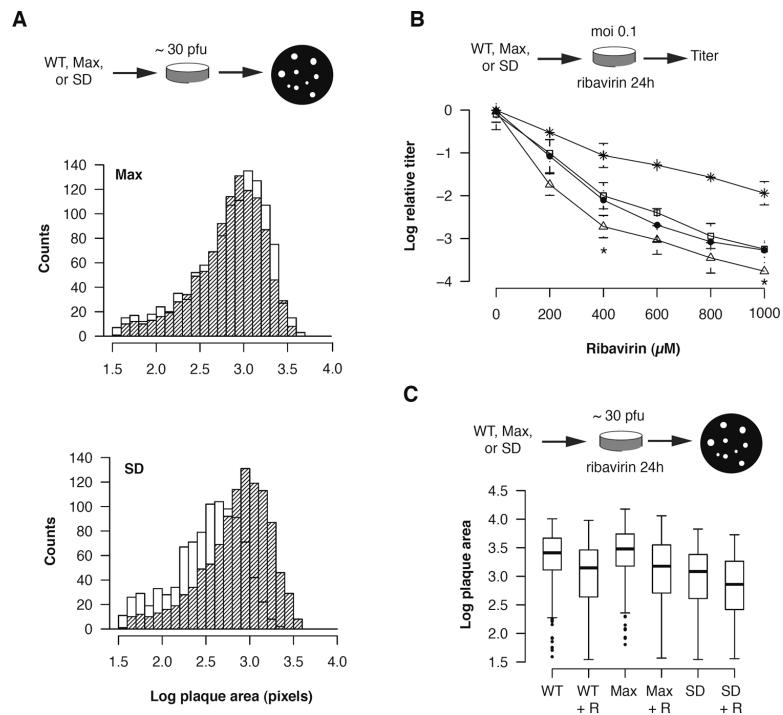 A
~ 30 pfu
WT, Max,
or SD
Max
140
120
100
80
60
40
20
0
Counts
1.5 2.0 2.5 3.0 3.5 4.0
SD
140
120
100
80
60
40
20
0
Counts
1.5 2.0 2.5 3.0 3.5 4.0
Log plaque area (pixels)
B
moi 0.1
WT, Max,
or SD
Titer
ribavirin 24h
0
−1
−2
−3
−4
Log relative titer
*
*
0 200 400 600 800 1000
Ribavirin (µM)
C
~ 30 pfu
WT, Max,
or SD
ribavirin 24h
4.5
4.0
3.5
3.0
2.5
2.0
1.5
Log plaque area
WT WT + R Max Max + R SD SD + R